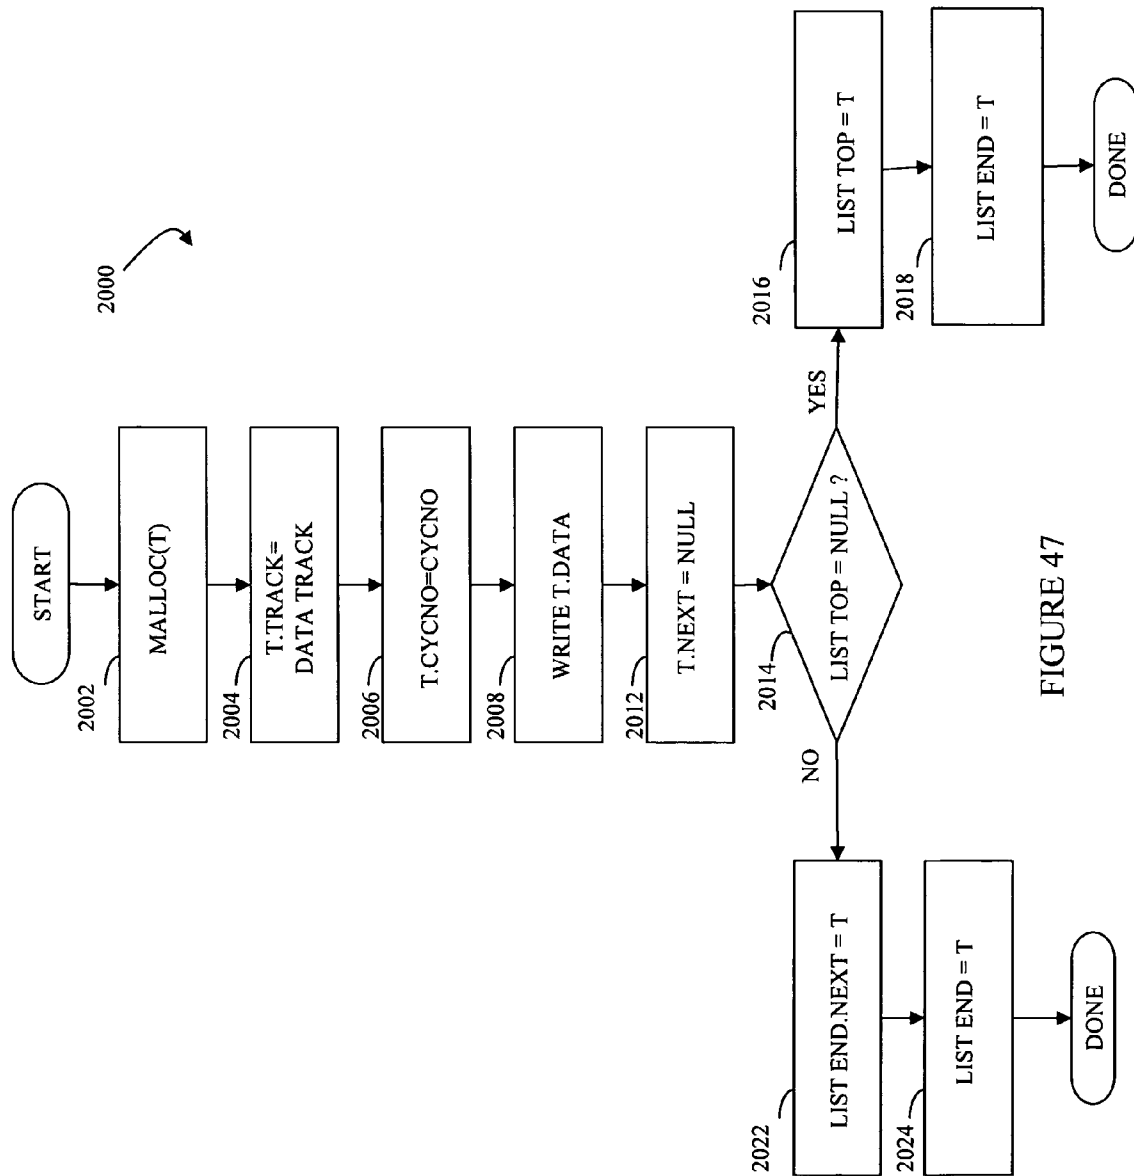 2000
START
2002
MALLOC(T)
2004
T.TRACK=
DATA TRACK
2006
T.CYCNO=CYCNO
2008
WRITE T.DATA
2012
T.NEXT = NULL
2014
LIST TOP = NULL ?
NO
YES
2022
LIST END.NEXT = T
2024
LIST END = T
DONE
2016
LIST TOP = T
2018
LIST END = T
DONE
FIGURE 47